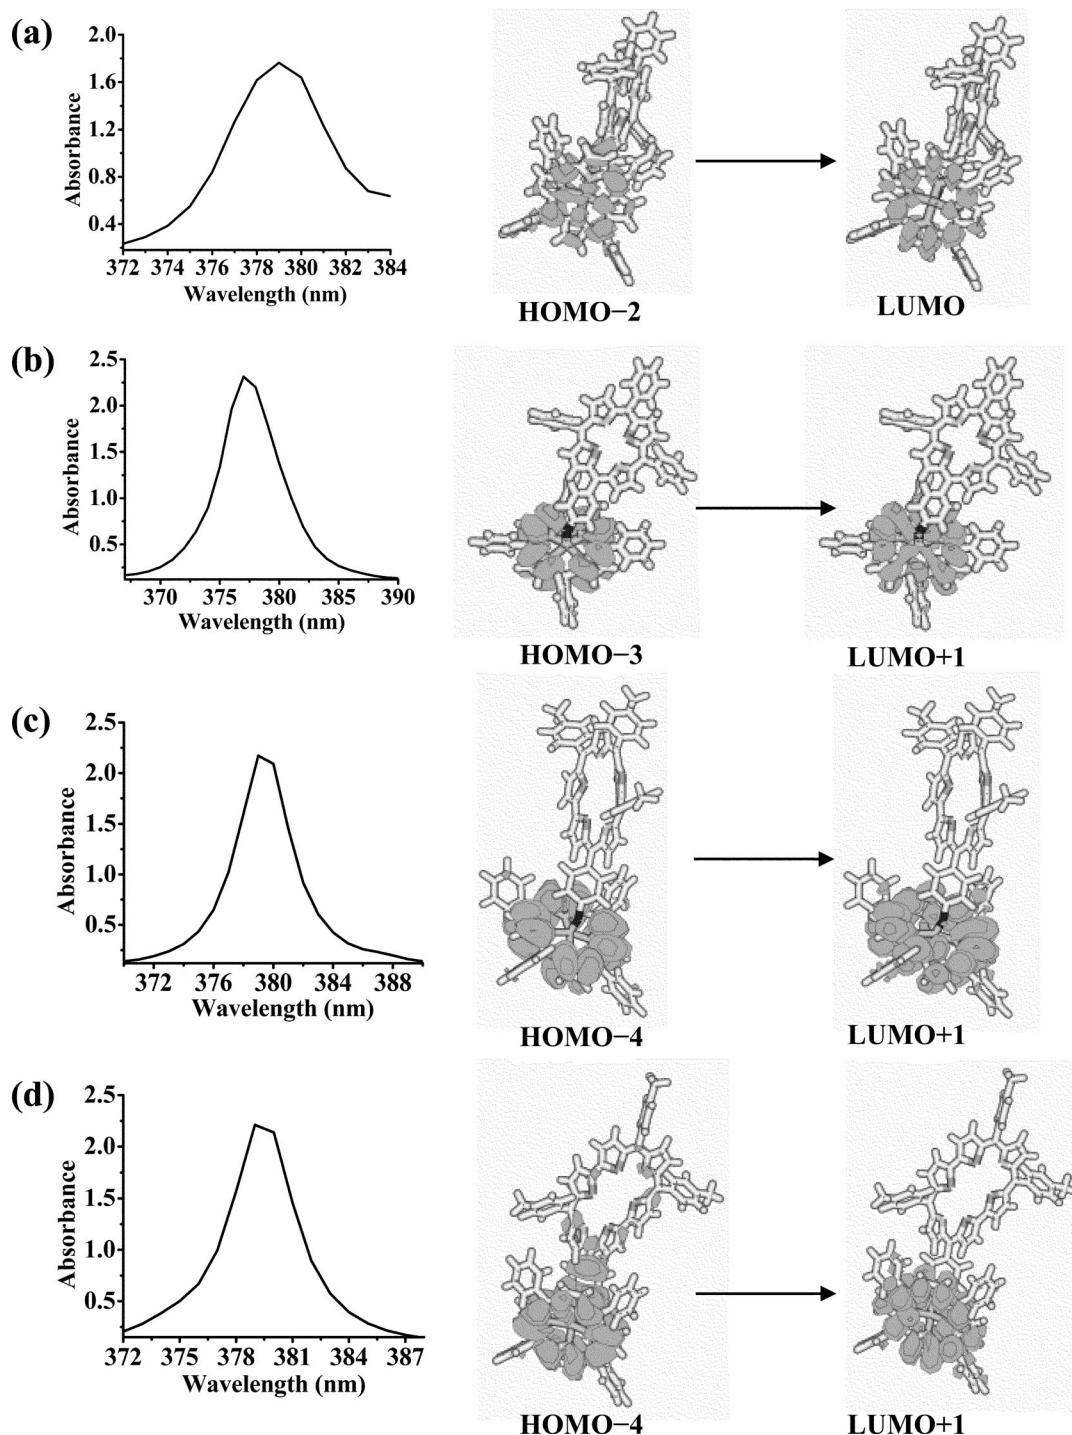 (a)
2.0
1.6
1.2
0.8
0.4
Absorbance
372 374 376 378 380 382 384
Wavelength (nm)
HOMO−2
LUMO
(b)
2.5
2.0
1.5
1.0
0.5
Absorbance
370 375 380 385 390
Wavelength (nm)
HOMO−3
LUMO+1
(c)
2.5
2.0
1.5
1.0
0.5
Absorbance
372 376 380 384 388
Wavelength (nm)
HOMO−4
LUMO+1
(d)
2.5
2.0
1.5
1.0
0.5
Absorbance
372 375 378 381 384 387
Wavelength (nm)
HOMO−4
LUMO+1